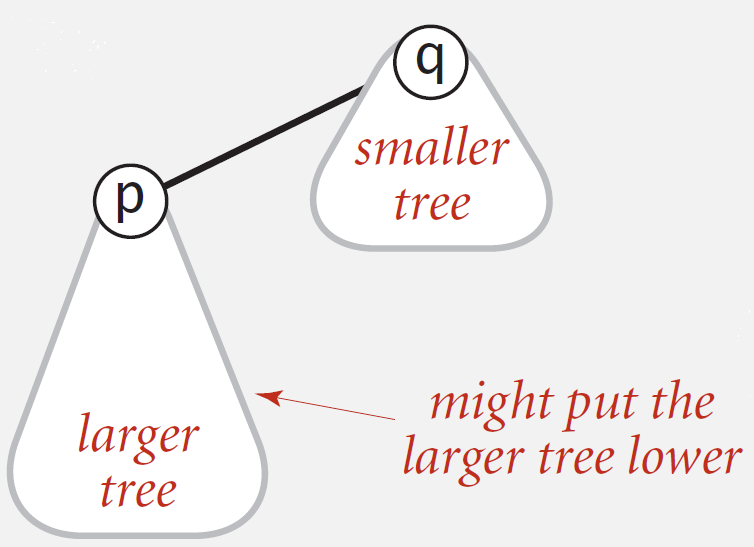 q
smaller
tree
p
larger
tree
might put the
larger tree lower